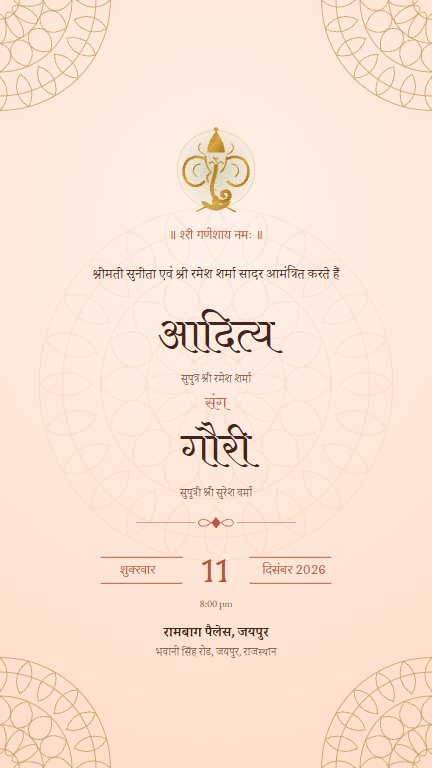 ॥ श्री गणेशाय नमः ॥
श्रीमती सुनीता एवं श्री रमेश शर्मा सादर आमंत्रित करते हैं
आदित्य
सुपुत्र श्री रमेश शर्मा
संग
गौरी
सुपुत्री श्री सुरेश वर्मा
शुक्रवार 11 दिसंबर 2026
8:00 pm
रामबाग पैलेस, जयपुर
भवानी सिंह रोड, जयपुर, राजस्थान